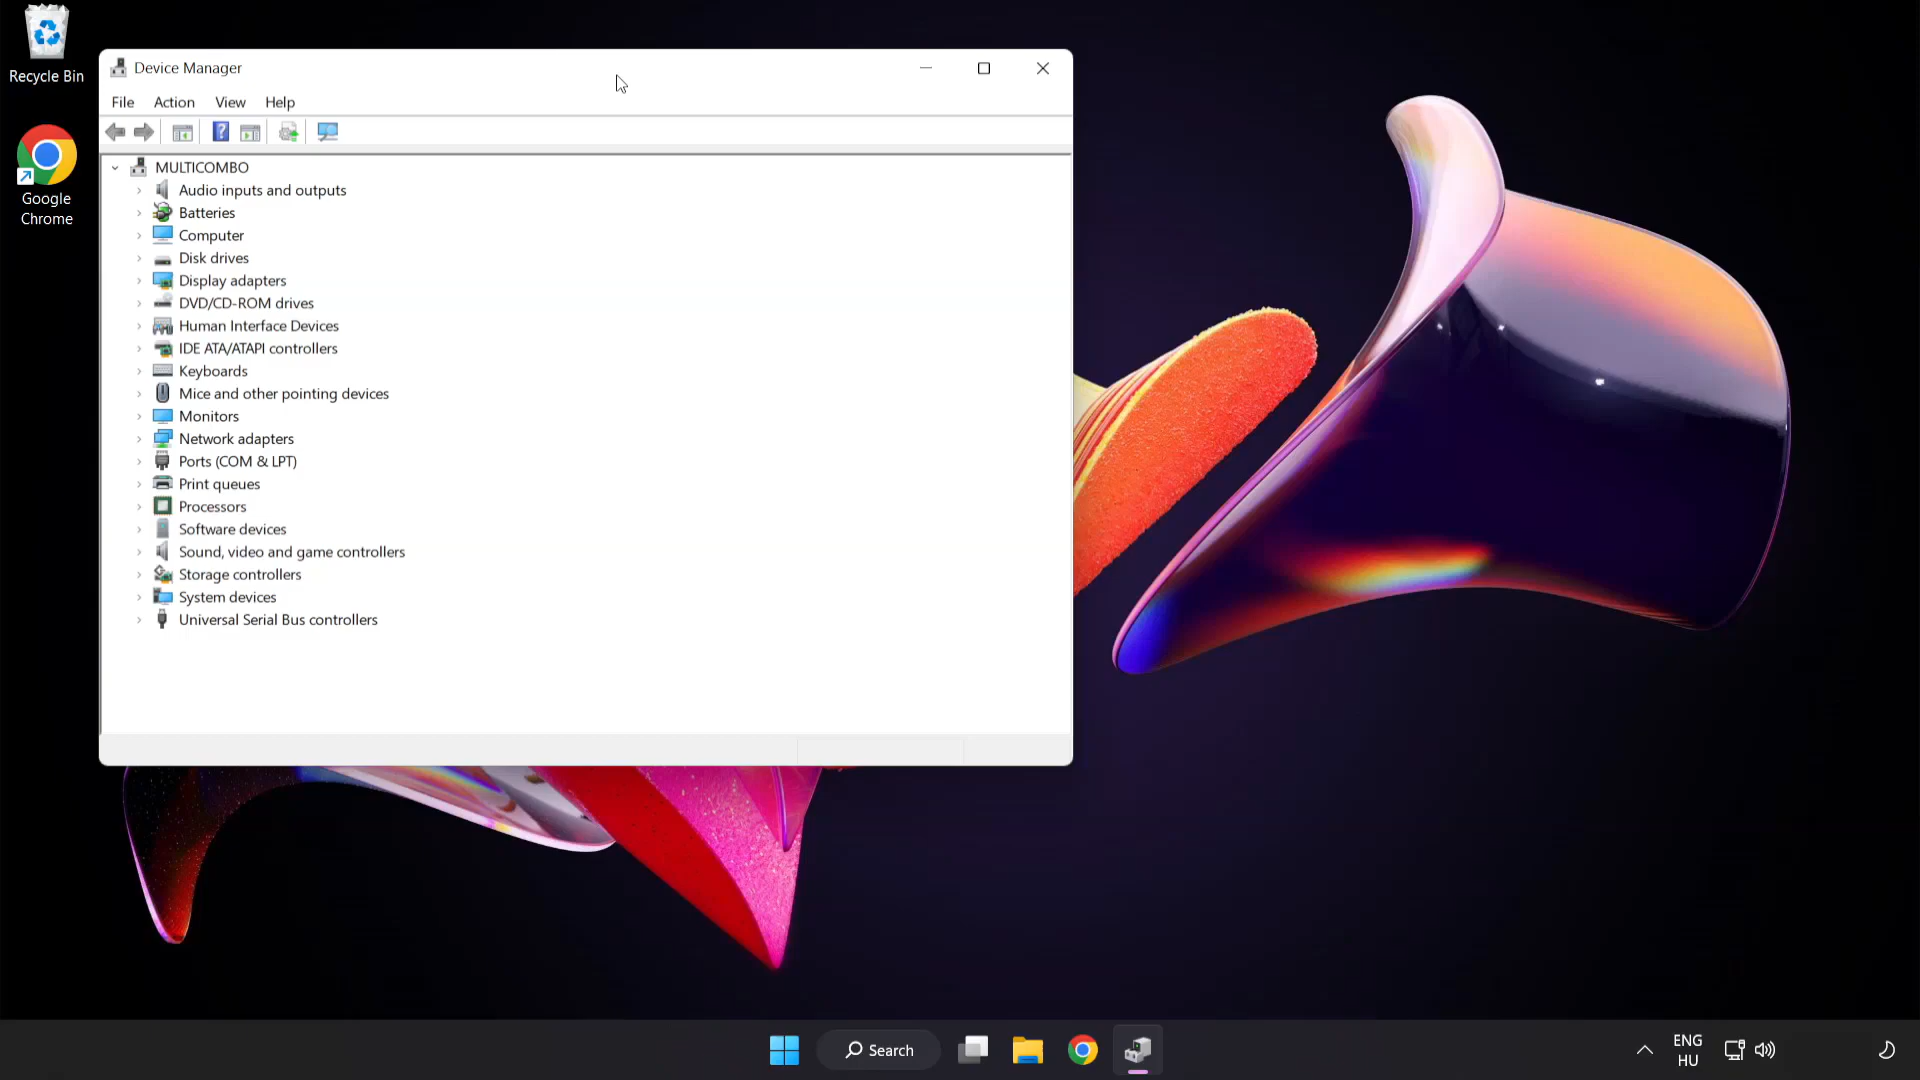 Recycle Bin
Google
Chrome
Device Manager
File Action View Help
MULTICOMBO
Audio inputs and outputs
Batteries
Computer
Disk drives
Display adapters
DVD/CD-ROM drives
Human Interface Devices
IDE ATA/ATAPI controllers
Keyboards
Mice and other pointing devices
Monitors
Network adapters
Ports (COM & LPT)
Print queues
Processors
Software devices
Sound, video and game controllers
Storage controllers
System devices
Universal Serial Bus controllers
Search
ENG
HU